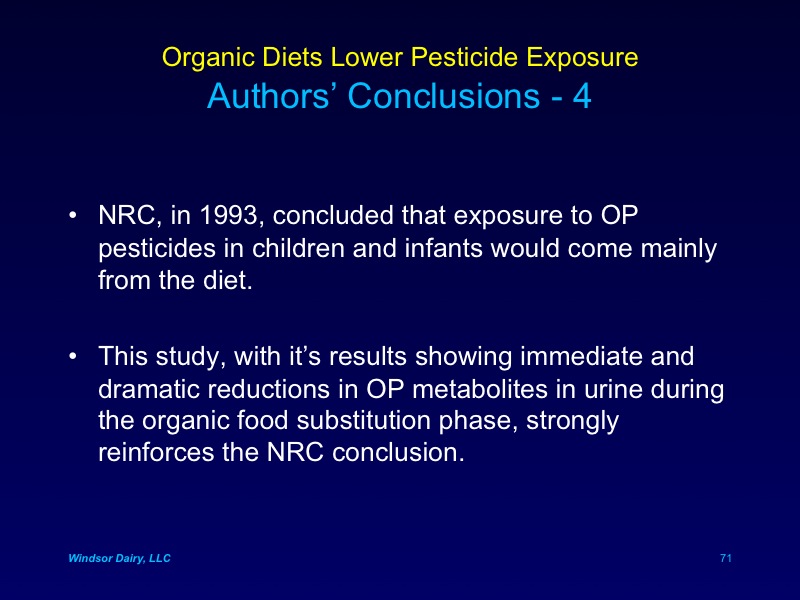 Organic Diets Lower Pesticide Exposure
Authors’ Conclusions - 4
• NRC, in 1993, concluded that exposure to OP
pesticides in children and infants would come mainly
from the diet.
• This study, with it’s results showing immediate and
dramatic reductions in OP metabolites in urine during
the organic food substitution phase, strongly
reinforces the NRC conclusion.
Windsor Dairy, LLC
71